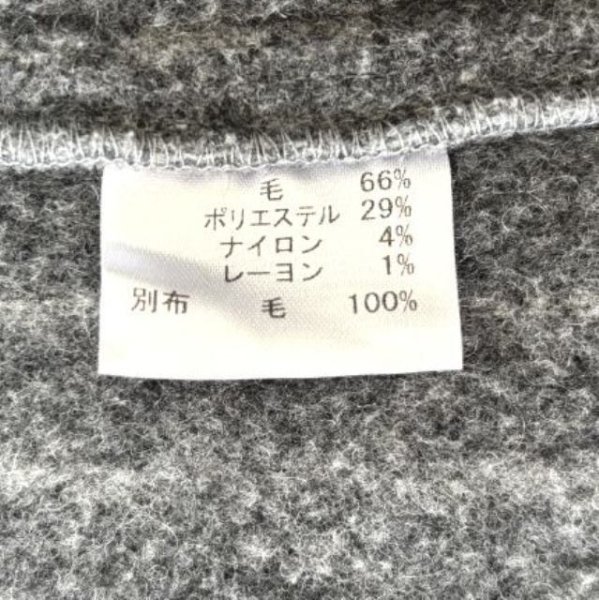 毛 66%
ポリエステル 29%
ナイロン 4%
レーヨン 1%
別布 毛 100%